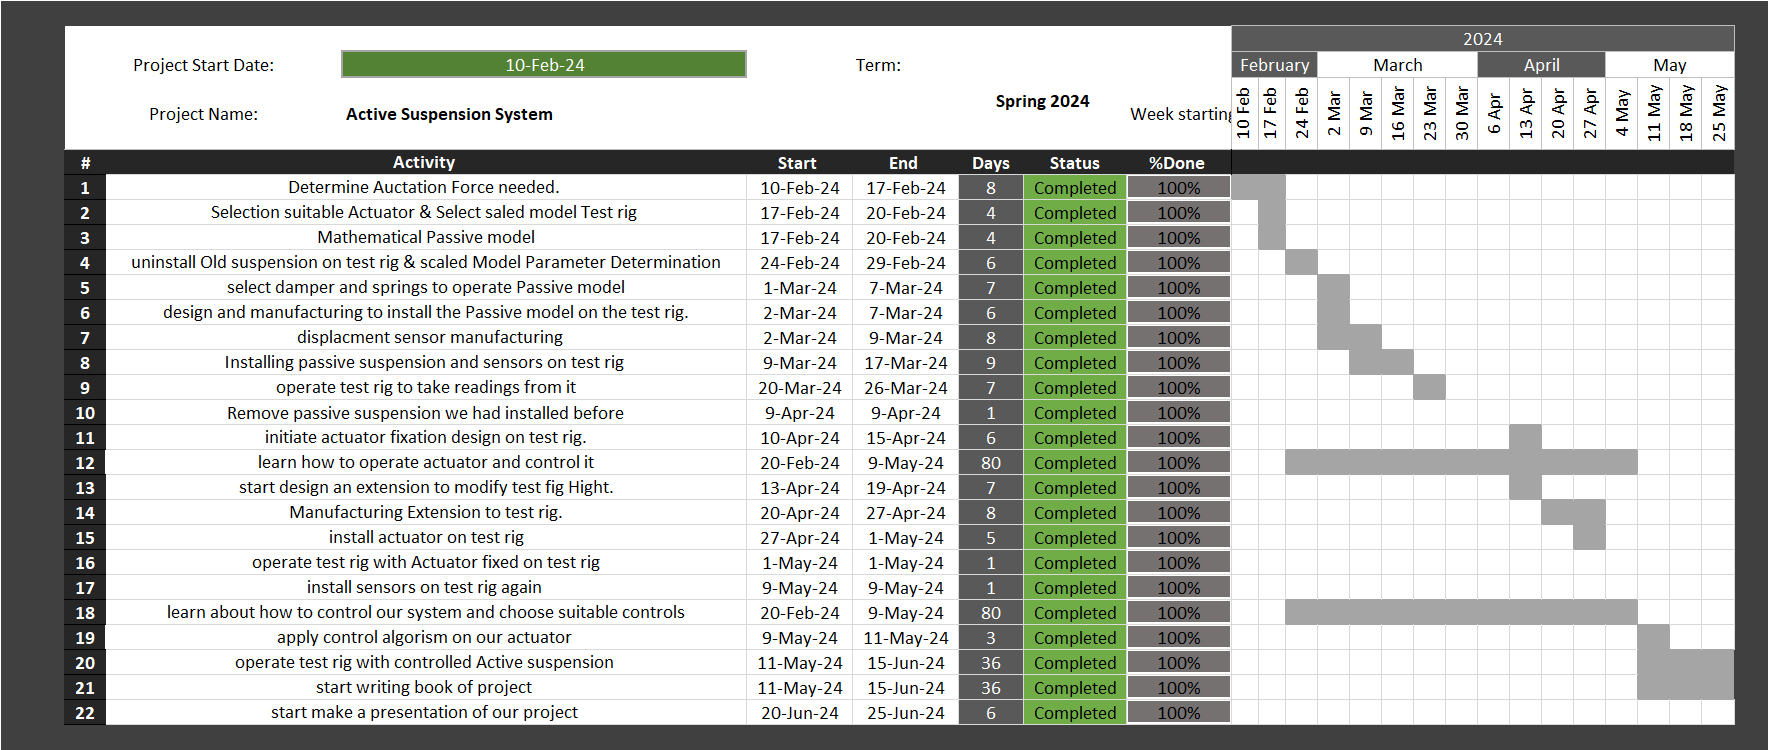 2024
Project Start Date: 10-Feb-24 Term: February March April May
Project Name: Active Suspension System Spring 2024 Week starting 10 Feb 17 Feb 24 Feb 2 Mar 9 Mar 16 Mar 23 Mar 30 Mar 6 Apr 13 Apr 20 Apr 27 Apr 4 May 11 May 18 May 25 May
# Activity Start End Days Status %Done
1 Determine Auctation Force needed. 10-Feb-24 17-Feb-24 8 Completed 100%
2 Selection suitable Actuator & Select saled model Test rig 17-Feb-24 20-Feb-24 4 Completed 100%
3 Mathematical Passive model 17-Feb-24 20-Feb-24 4 Completed 100%
4 uninstall Old suspension on test rig & scaled Model Parameter Determination 24-Feb-24 29-Feb-24 6 Completed 100%
5 select damper and springs to operate Passive model 1-Mar-24 7-Mar-24 7 Completed 100%
6 design and manufacturing to install the Passive model on the test rig. 2-Mar-24 7-Mar-24 6 Completed 100%
7 displacment sensor manufacturing 2-Mar-24 9-Mar-24 8 Completed 100%
8 Installing passive suspension and sensors on test rig 9-Mar-24 17-Mar-24 9 Completed 100%
9 operate test rig to take readings from it 20-Mar-24 26-Mar-24 7 Completed 100%
10 Remove passive suspension we had installed before 9-Apr-24 9-Apr-24 1 Completed 100%
11 initiate actuator fixation design on test rig. 10-Apr-24 15-Apr-24 6 Completed 100%
12 learn how to operate actuator and control it 20-Feb-24 9-May-24 80 Completed 100%
13 start design an extension to modify test fig Hight. 13-Apr-24 19-Apr-24 7 Completed 100%
14 Manufacturing Extension to test rig. 20-Apr-24 27-Apr-24 8 Completed 100%
15 install actuator on test rig 27-Apr-24 1-May-24 5 Completed 100%
16 operate test rig with Actuator fixed on test rig 1-May-24 1-May-24 1 Completed 100%
17 install sensors on test rig again 9-May-24 9-May-24 1 Completed 100%
18 learn about how to control our system and choose suitable controls 20-Feb-24 9-May-24 80 Completed 100%
19 apply control algorism on our actuator 9-May-24 11-May-24 3 Completed 100%
20 operate test rig with controlled Active suspension 11-May-24 15-Jun-24 36 Completed 100%
21 start writing book of project 11-May-24 15-Jun-24 36 Completed 100%
22 start make a presentation of our project 20-Jun-24 25-Jun-24 6 Completed 100%